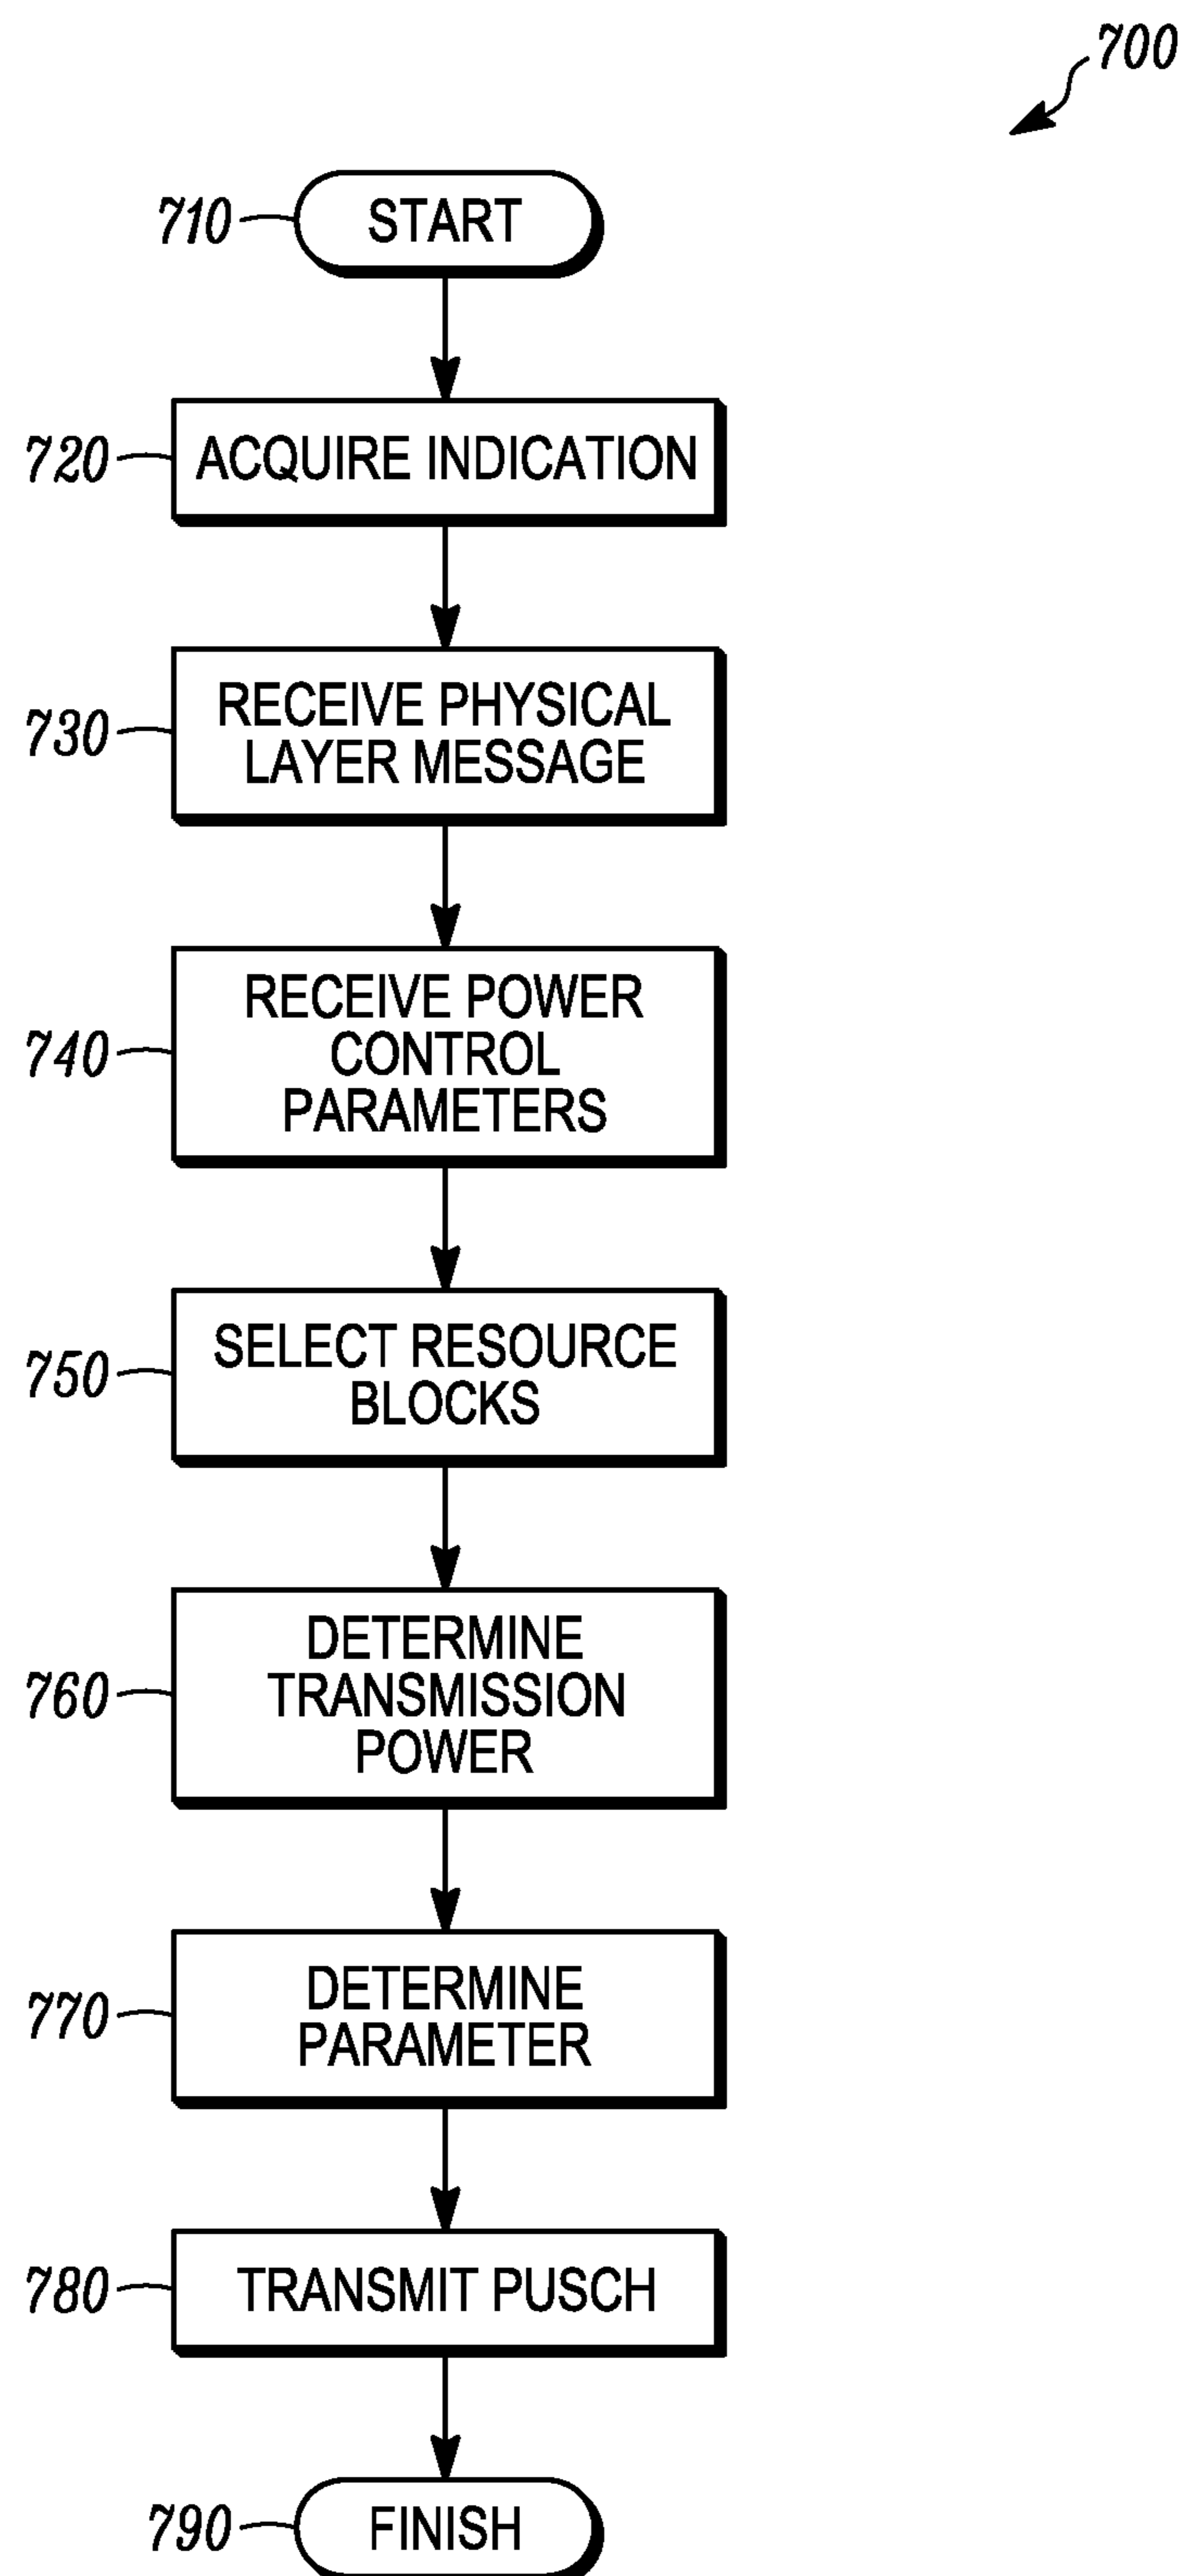 700
710
START
720
ACQUIRE INDICATION
730
RECEIVE PHYSICAL
LAYER MESSAGE
740
RECEIVE POWER
CONTROL
PARAMETERS
750
SELECT RESOURCE
BLOCKS
760
DETERMINE
TRANSMISSION
POWER
770
DETERMINE
PARAMETER
780
TRANSMIT PUSCH
790
FINISH